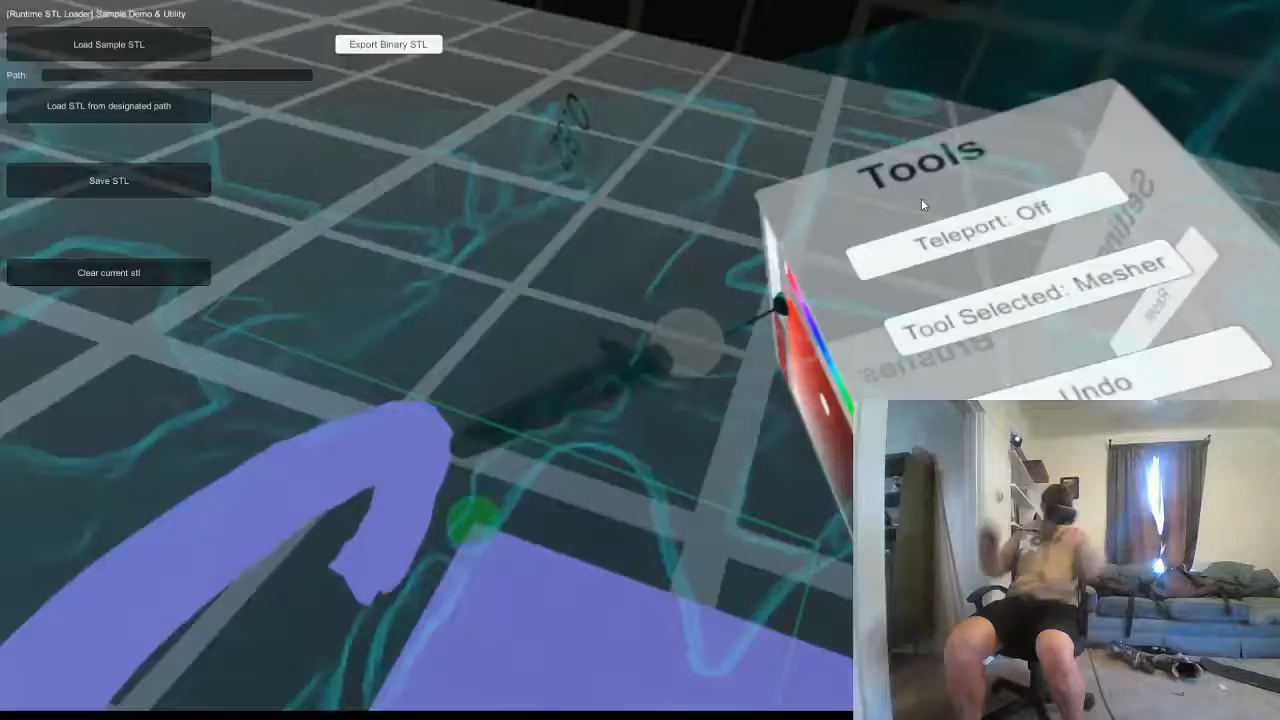 [Runtime STL Loader] Sample Demo & Utility
Load Sample STL
Export Binary STL
Path:
Load STL from designated path
Save STL
Clear current stl
Tools
Teleport: Off
Tool Selected: Mesher
Undo
Brushes